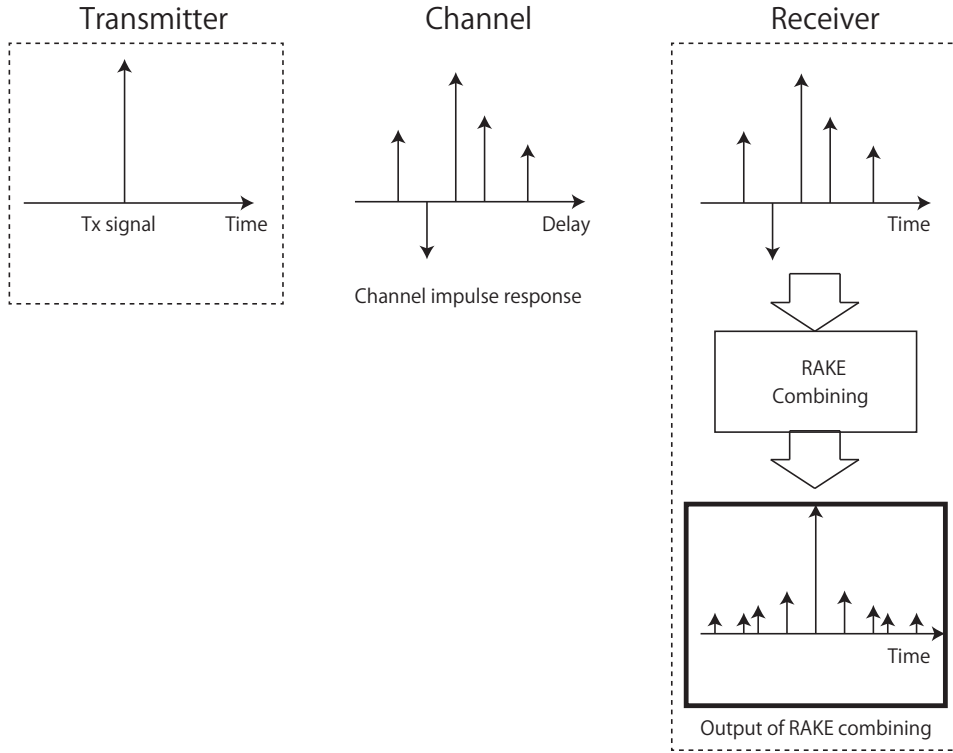 Transmitter
Channel
Receiver
Tx signal
Time
Delay
Time
Channel impulse response
RAKE
Combining
Time
Output of RAKE combining